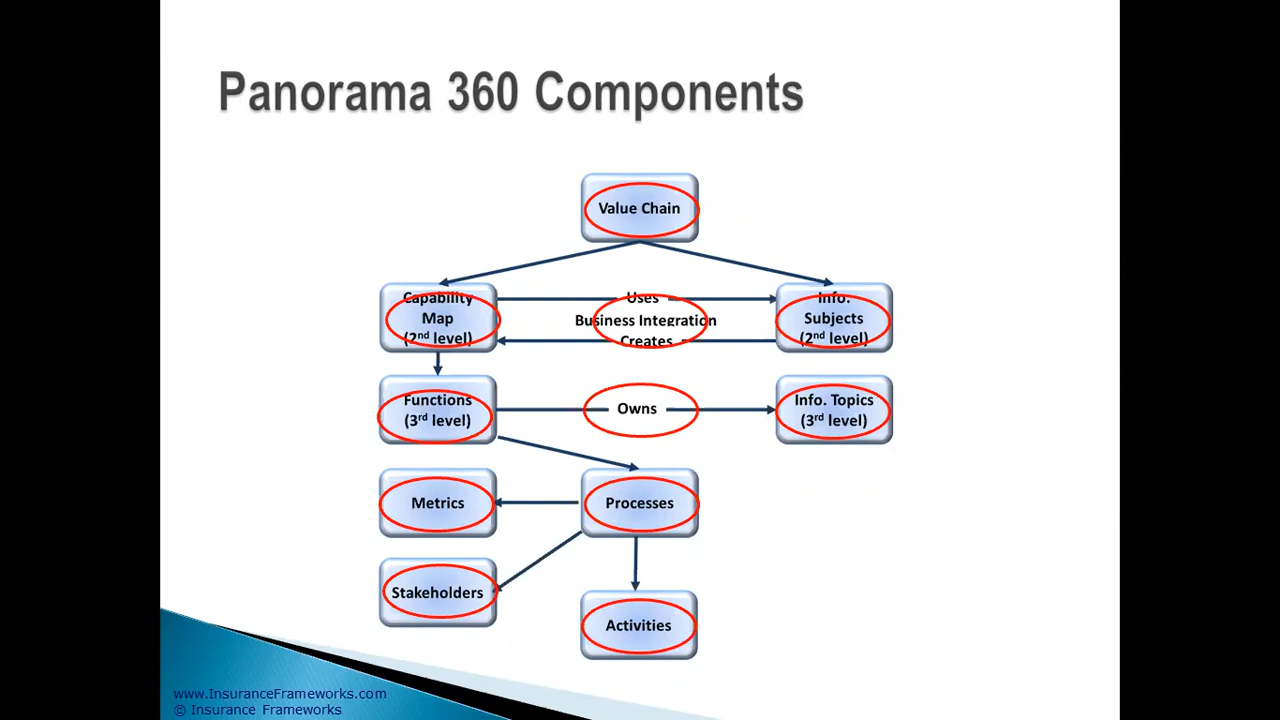 Panorama 360 Components
Value Chain
Capability
Map
(2nd level)
Uses
Business Integration
Creates
Info.
Subjects
(2nd level)
Functions
(3rd level)
Owns
Info. Topics
(3rd level)
Metrics
Processes
Stakeholders
Activities
www.InsuranceFrameworks.com
© Insurance Frameworks